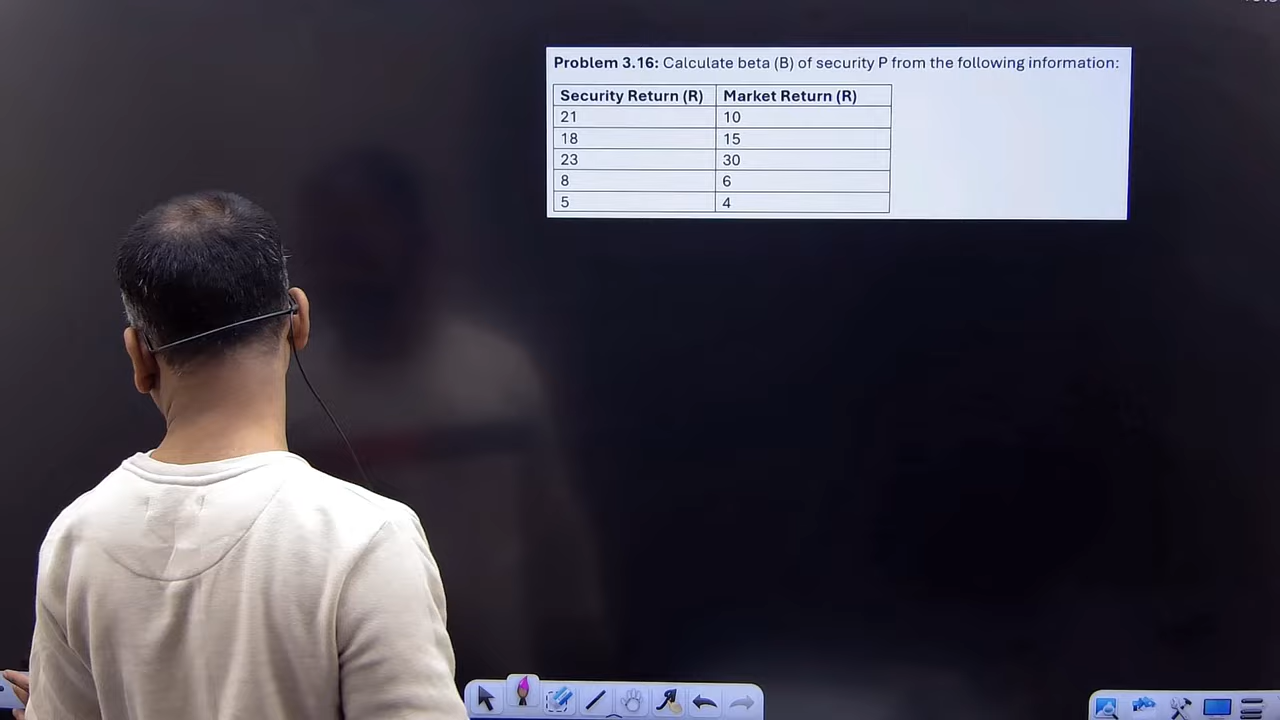 Problem 3.16: Calculate beta (B) of security P from the following information:
Security Return (R) Market Return (R)
21 10
18 15
23 30
8 6
5 4